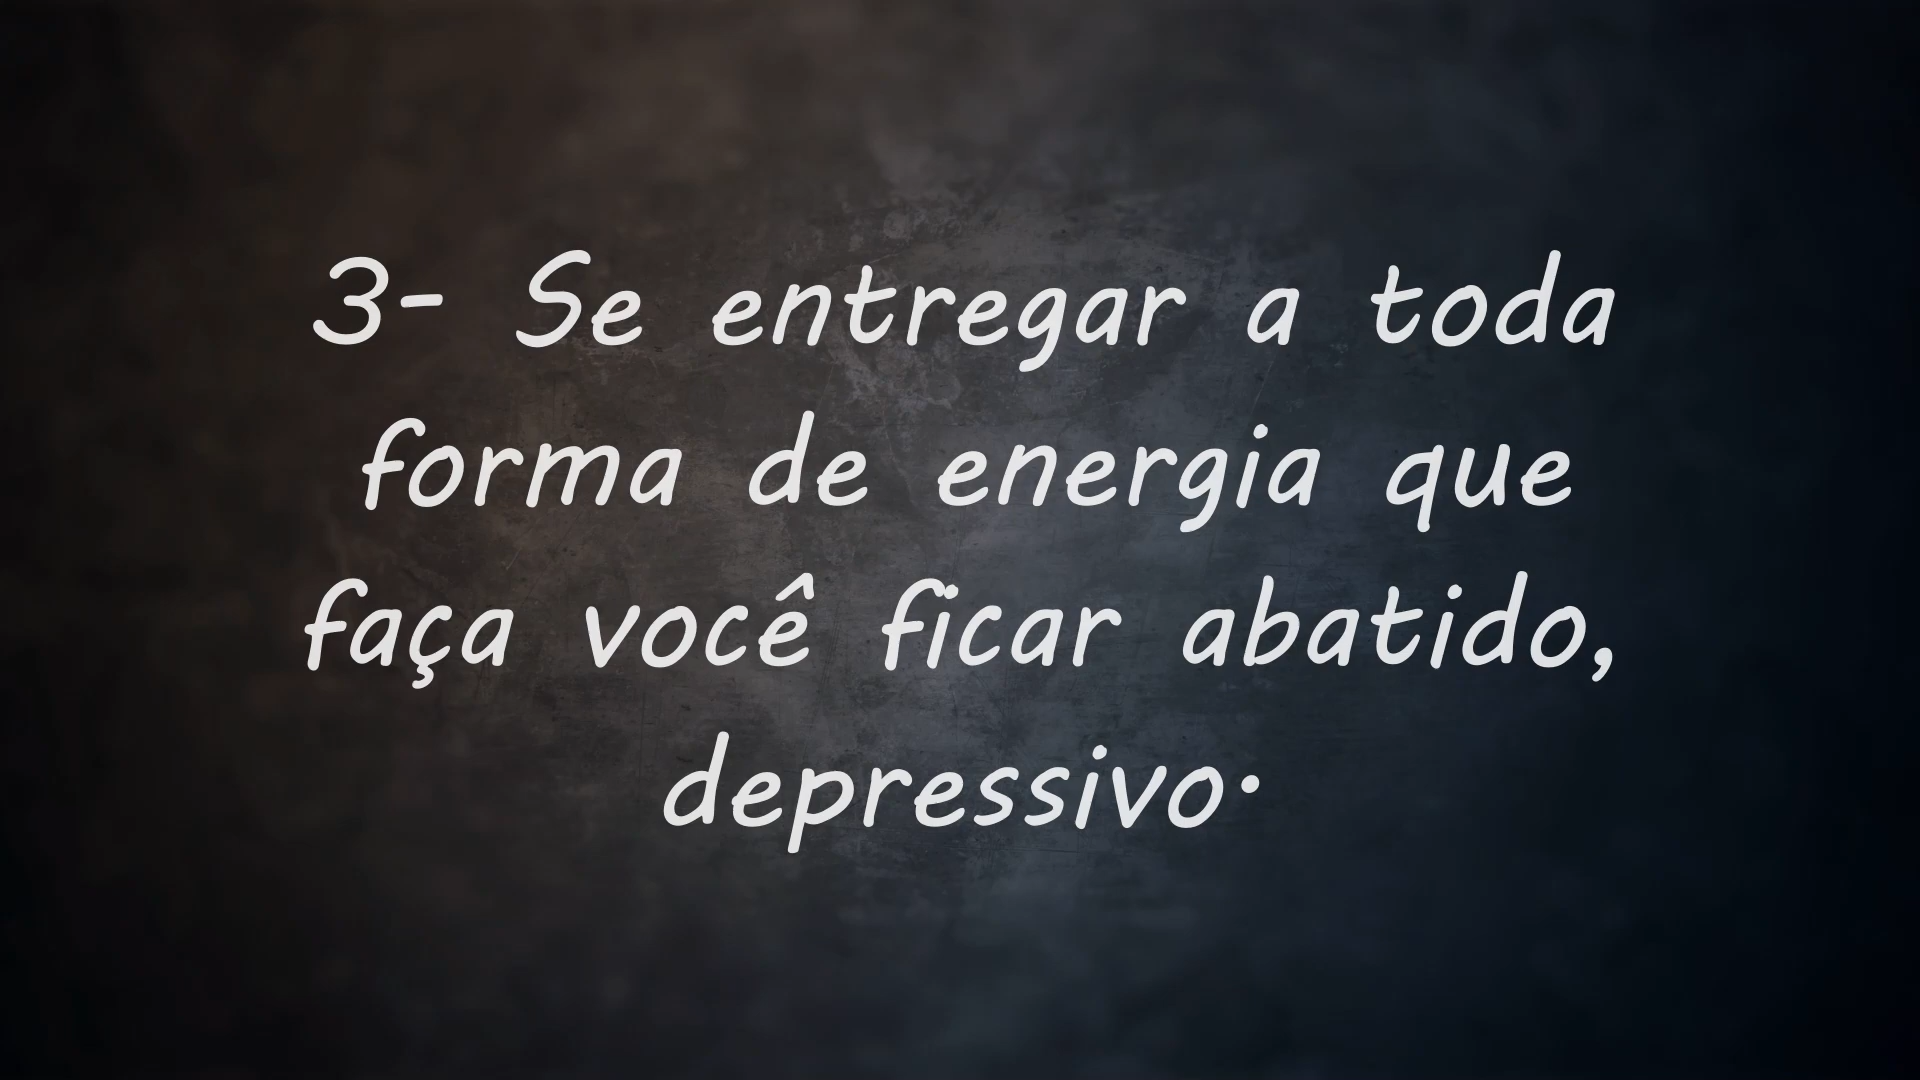 3- Se entregar a toda
forma de energia que
faça você ficar abatido,
depressivo.